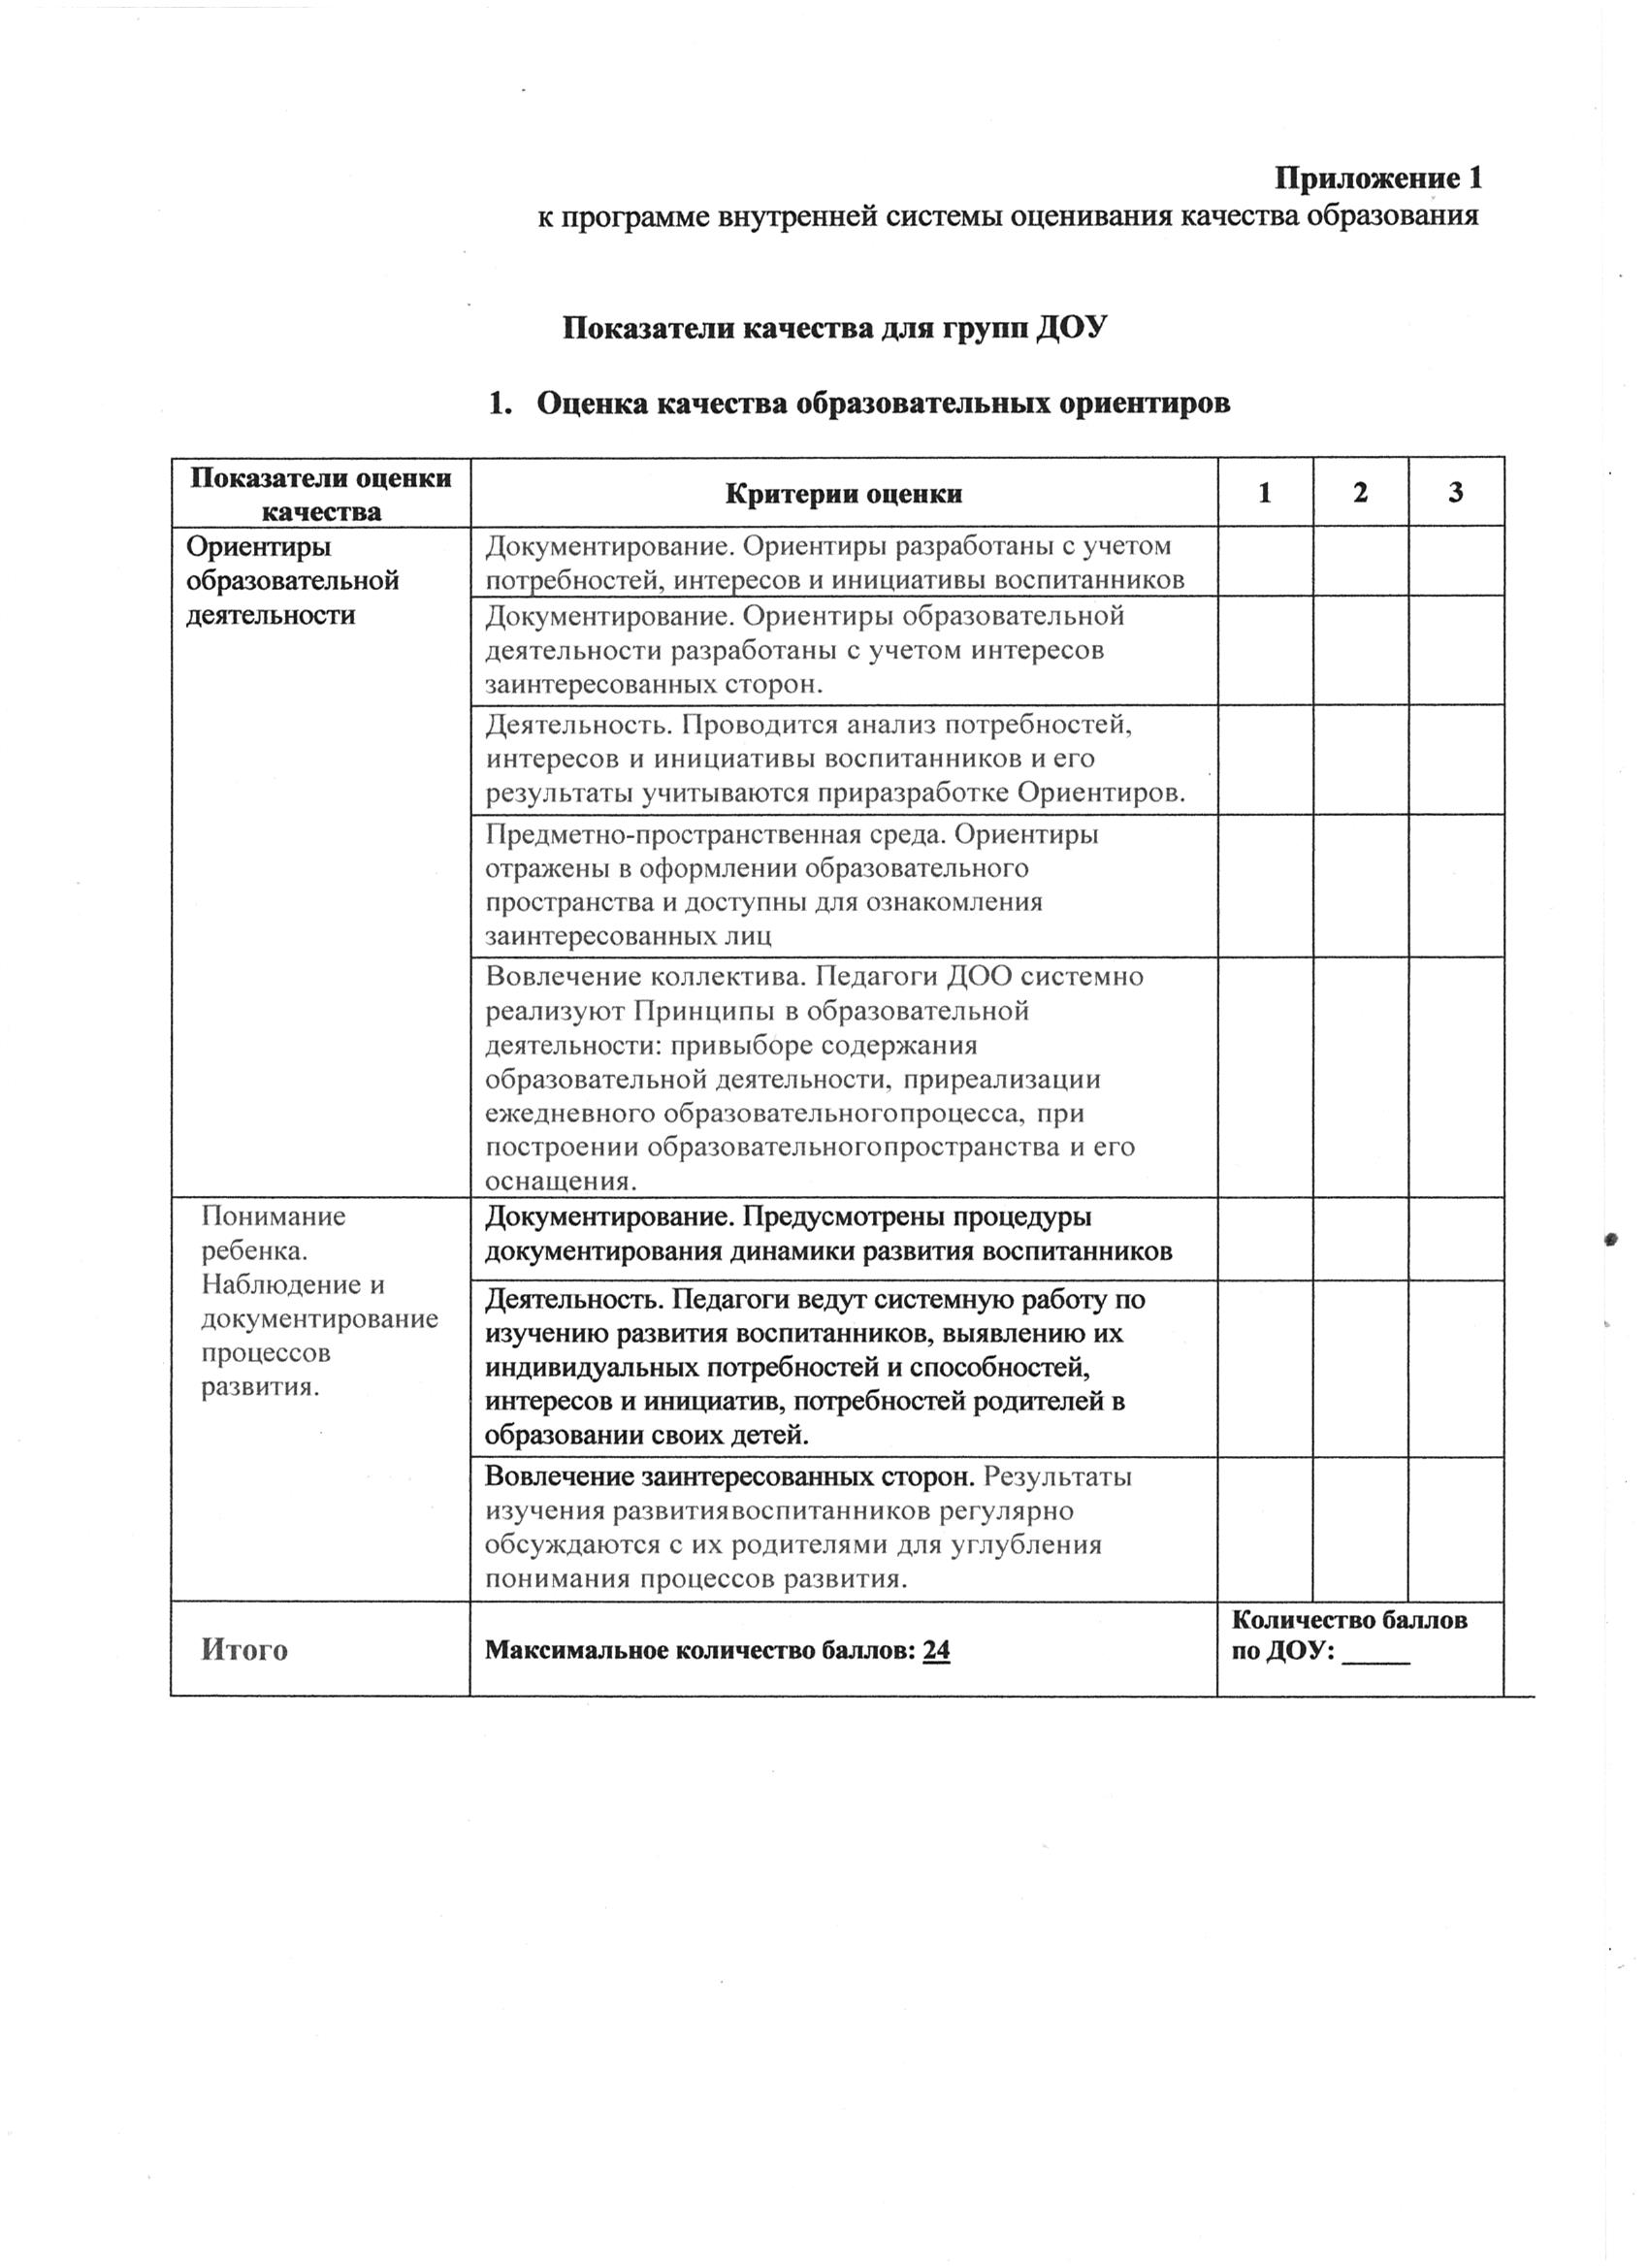 Приложение 1
к программе внутренней системы оценивания качества образования
Показатели качества для групп ДОУ
1. Оценка качества образовательных ориентиров
Показатели оценки
качества
Критерии оценки
1
2
3
Ориентиры
образовательной
деятельности
Документирование. Ориентиры разработаны с учетом
потребностей, интересов и инициативы воспитанников
Документирование. Ориентиры образовательной
деятельности разработаны с учетом интересов
заинтересованных сторон.
Деятельность. Проводится анализ потребностей,
интересов и инициативы воспитанников и его
результаты учитываются приразработке Ориентиров.
Предметно-пространственная среда. Ориентиры
отражены в оформлении образовательного
пространства и доступны для ознакомления
заинтересованных лиц
Вовлечение коллектива. Педагоги ДОО системно
реализуют Принципы в образовательной
деятельности: привыборе содержания
образовательной деятельности, приреализации
ежедневного образовательногопроцесса, при
построении образовательногопространства и его
оснащения.
Понимание
ребенка.
Наблюдение и
документирование
процессов
развития.
Документирование. Предусмотрены процедуры
документирования динамики развития воспитанников
Деятельность. Педагоги ведут системную работу по
изучению развития воспитанников, выявлению их
индивидуальных потребностей и способностей,
интересов и инициатив, потребностей родителей в
образовании своих детей.
Вовлечение заинтересованных сторон. Результаты
изучения развитиявоспитанников регулярно
обсуждаются с их родителями для углубления
понимания процессов развития.
Итого
Максимальное количество баллов: 24
Количество баллов
по ДОУ: _____